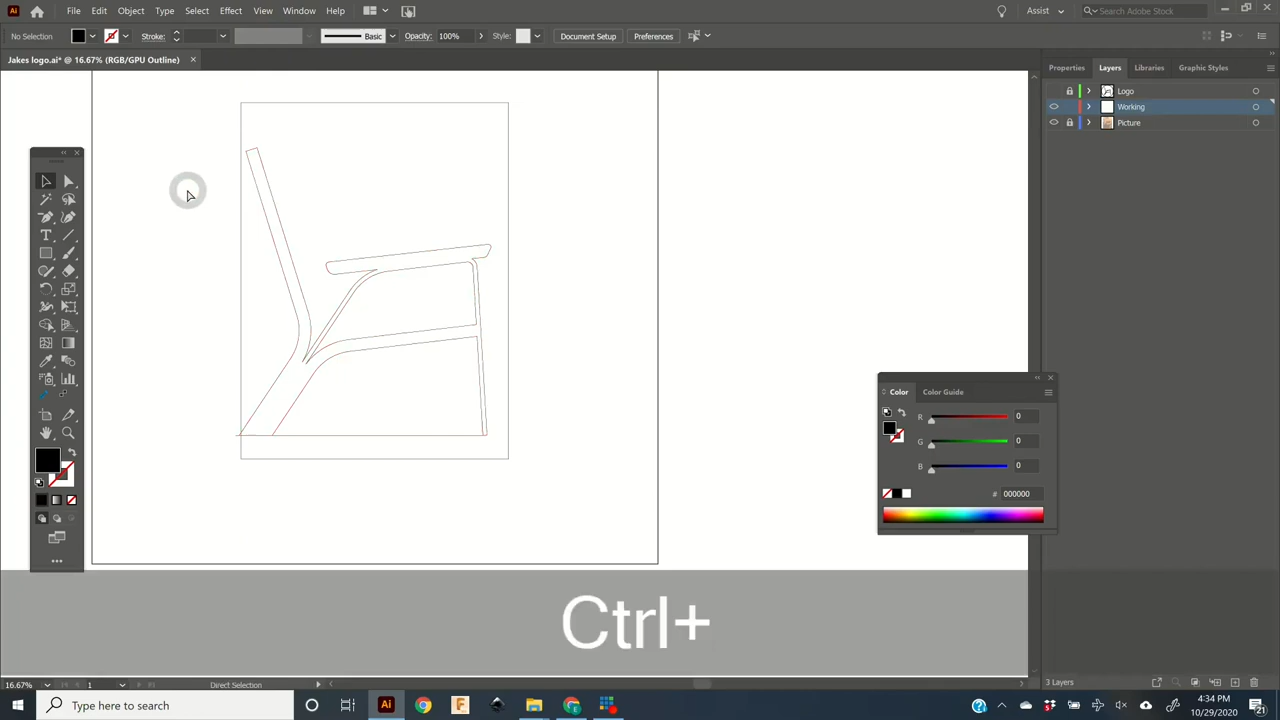 Ai File Edit Object Type Select Effect View Window Help Assist Search Adobe Stock
No Selection Stroke: Basic Opacity: 100% Style: Document Setup Preferences
Jakes logo.ai* @ 16.67% (RGB/GPU Outline) × Properties Layers Libraries Graphic Styles
Logo
Working
Picture
Color Color Guide
R 0
G 0
B 0
# 000000
Ctrl+
16.67% 1 Direct Selection 3 Layers
Type here to search Ai 4:34 PM
10/29/2020 21